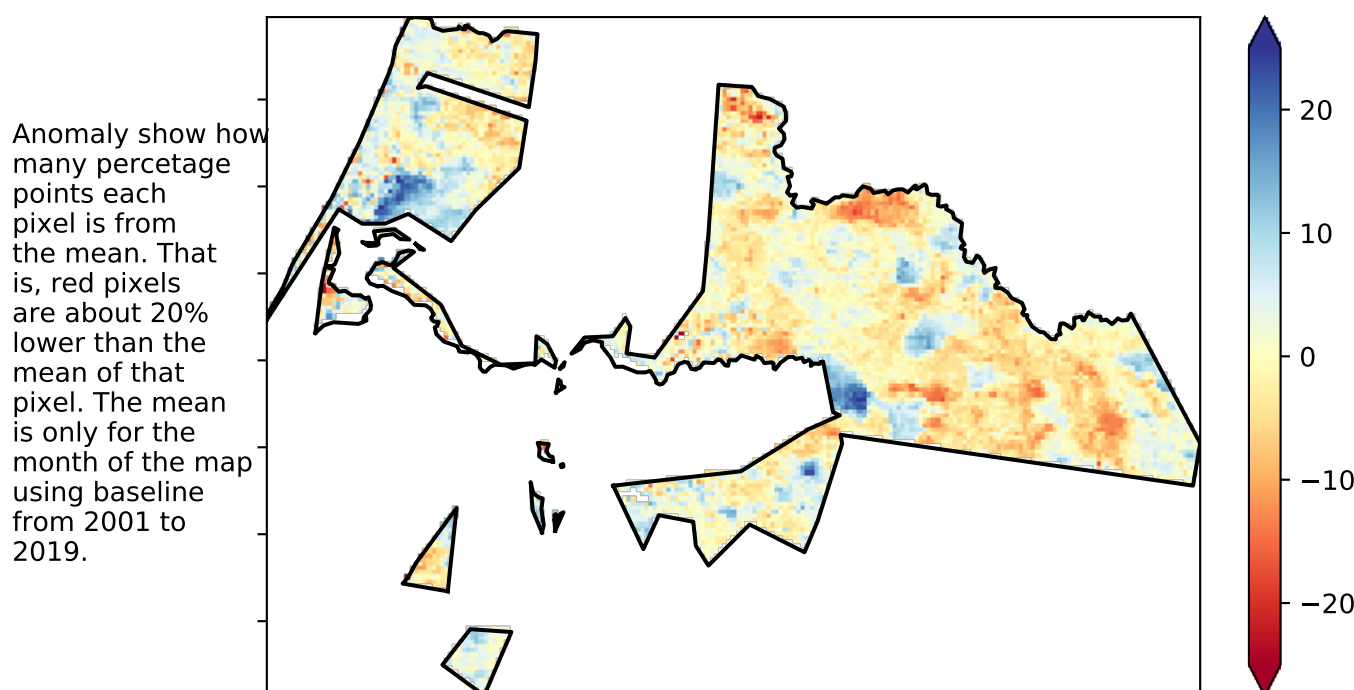 Anomaly show how
many percetage
points each
pixel is from
the mean. That
is, red pixels
are about 20%
lower than the
mean of that
pixel. The mean
is only for the
month of the map
using baseline
from 2001 to
2019.
20
10
0
−10
−20